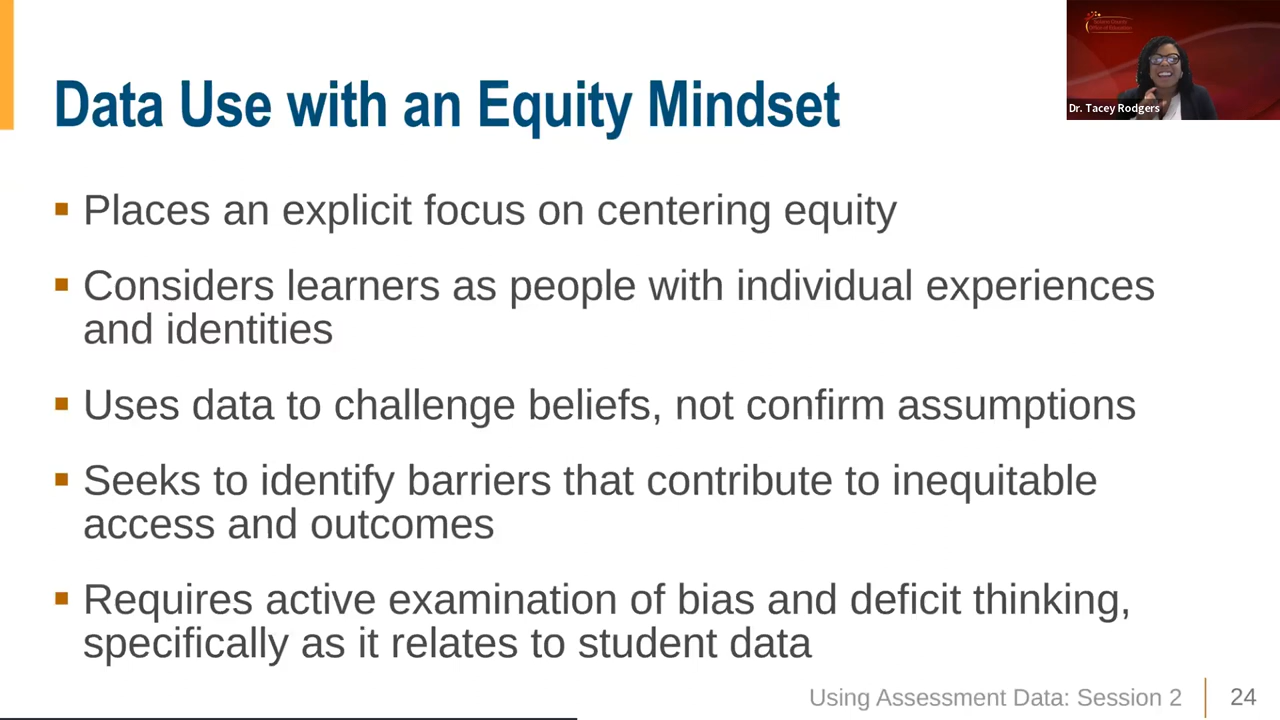 Data Use with an Equity Mindset
Dr. Tacey Rodgers
▪ Places an explicit focus on centering equity
▪ Considers learners as people with individual experiences
and identities
▪ Uses data to challenge beliefs, not confirm assumptions
▪ Seeks to identify barriers that contribute to inequitable
access and outcomes
▪ Requires active examination of bias and deficit thinking,
specifically as it relates to student data
Using Assessment Data: Session 2
24